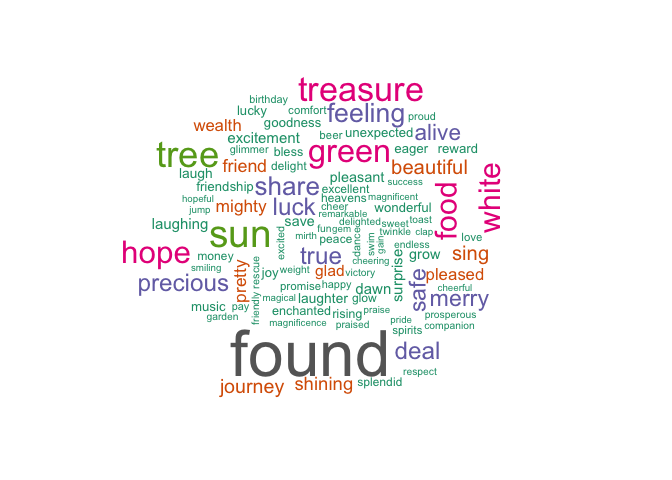 treasure
birthday
lucky
comfort
feeling
proud
wealth
goodness
excitement
beer
unexpected
alive
tree
glimmer
bless
green
eager
reward
laugh
friend
delight
beautiful
friendship
share
pleasant
success
hopeful
jump
mighty
luck
excellent
heavens
magnificent
cheer
remarkable
wonderful
food
white
laughing
sun
save
fungem
delighted
sweet
toast
twinkle
clap
mirth
peace
dance
swim
gain
endless
love
hope
excited
true
cheering
surprise
grow
sing
money
smiling
pretty
joy
weight
glad
victory
safe
pleased
precious
friendly
rescue
promise
happy
dawn
cheerful
magical
laughter
glow
merry
music
pay
garden
enchanted
rising
praise
prosperous
magnificence
praised
pride
spirits
companion
found
deal
respect
journey
shining
splendid